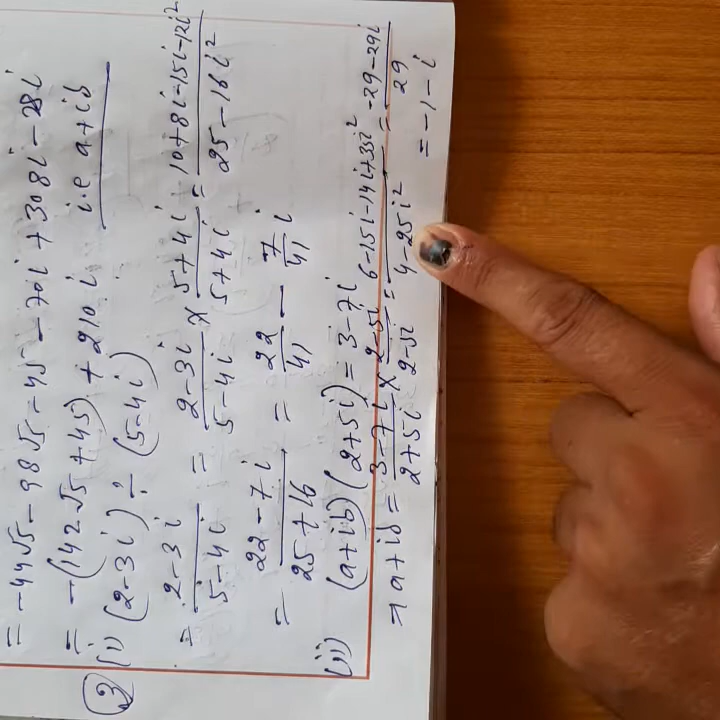 = -44√5 - 98√5 - 45 - 70i + 308i - 28i
= -(142√5 + 45) + 210i   i.e a+ib
③ (i) (2-3i) ÷ (5-4i)
= 2-3i/5-4i = 2-3i/5-4i × 5+4i/5+4i = 10+8i-15i-12i²/25-16i²
= 22-7i/25+16 = 22/41 - 7/41 i
(ii) (a+ib)(2+5i) = 3-7i
→ a+ib = 3-7i/2+5i × 2-5i/2-5i = 6-15i-14i+35i²/4-25i² = -29-29i/29
= -1-i